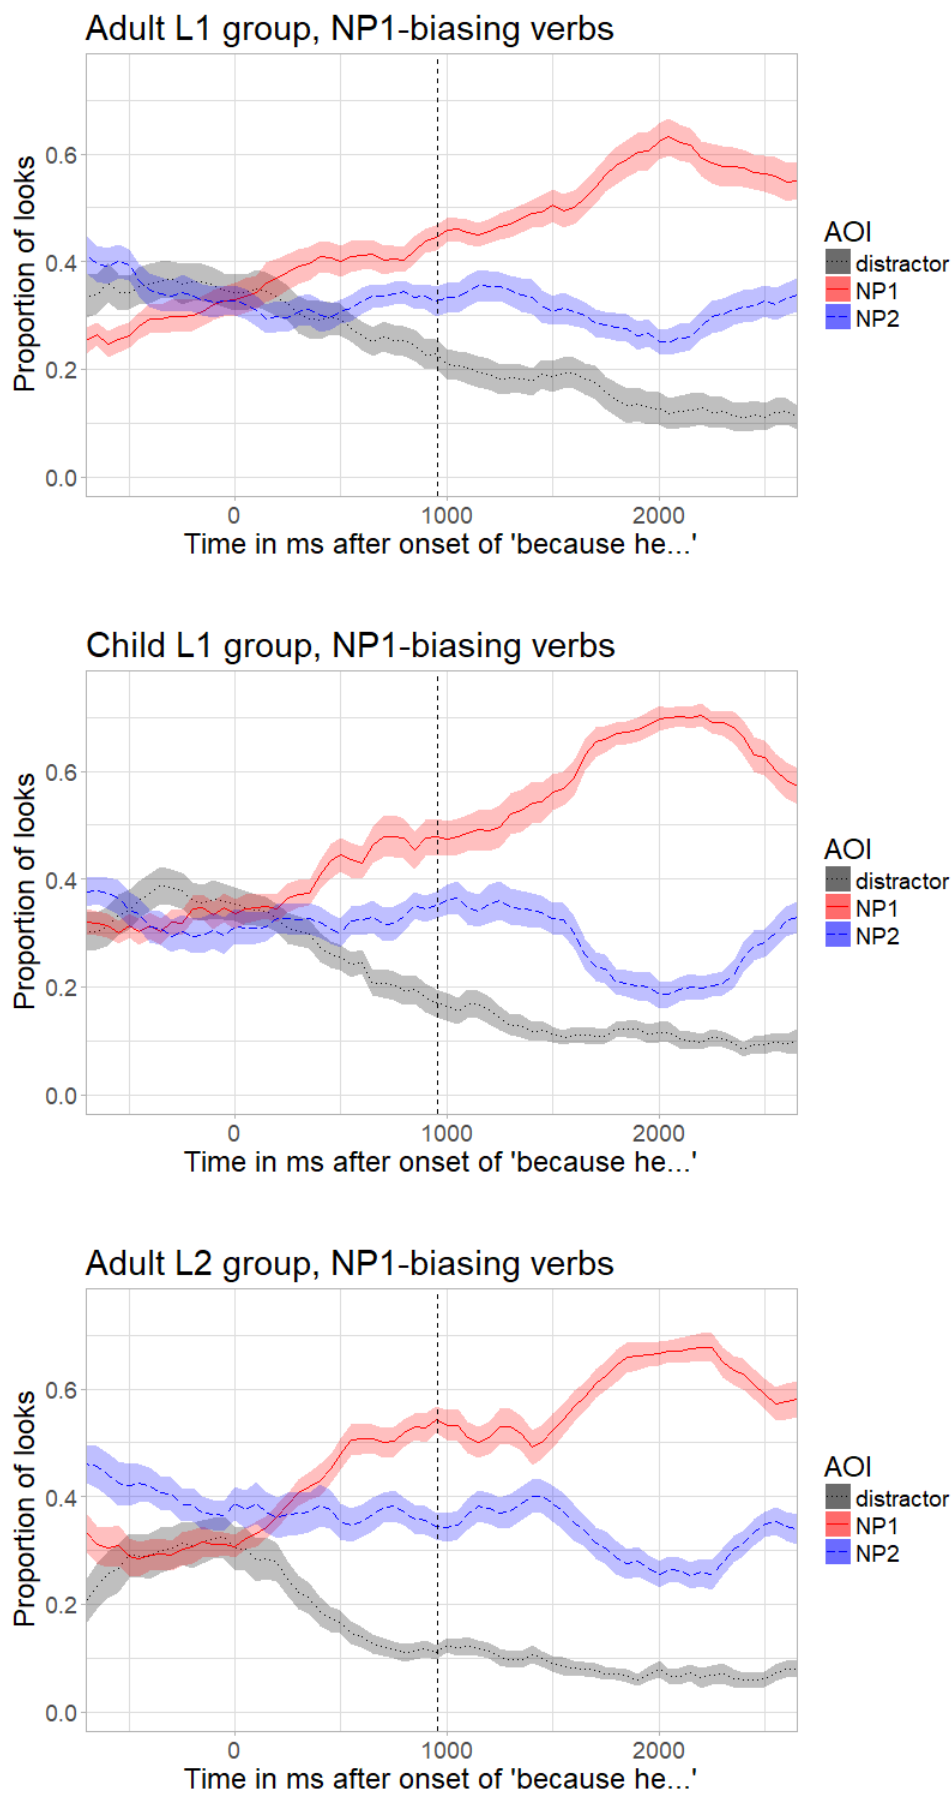 Adult L1 group, NP1-biasing verbs
Proportion of looks
0.6
0.4
0.2
0.0
0 1000 2000
Time in ms after onset of 'because he...'
AOI
distractor
NP1
NP2
Child L1 group, NP1-biasing verbs
Proportion of looks
0.6
0.4
0.2
0.0
0 1000 2000
Time in ms after onset of 'because he...'
AOI
distractor
NP1
NP2
Adult L2 group, NP1-biasing verbs
Proportion of looks
0.6
0.4
0.2
0.0
0 1000 2000
Time in ms after onset of 'because he...'
AOI
distractor
NP1
NP2